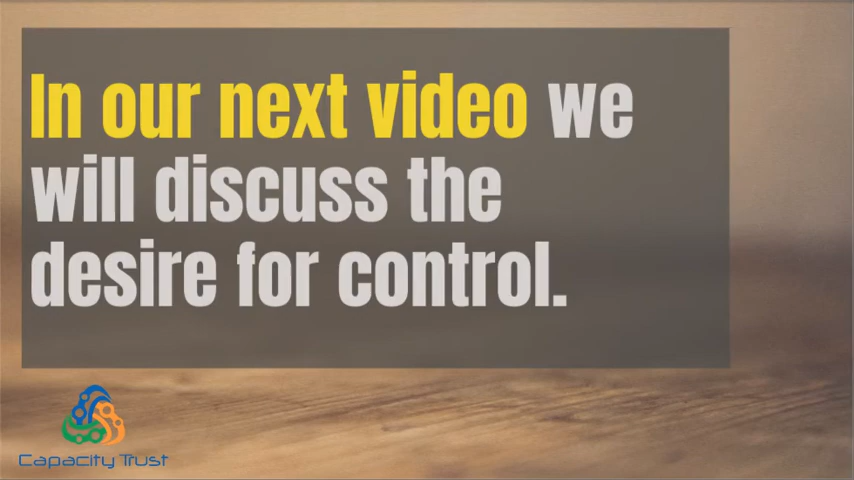 In our next video we
will discuss the
desire for control.
Capacity Trust